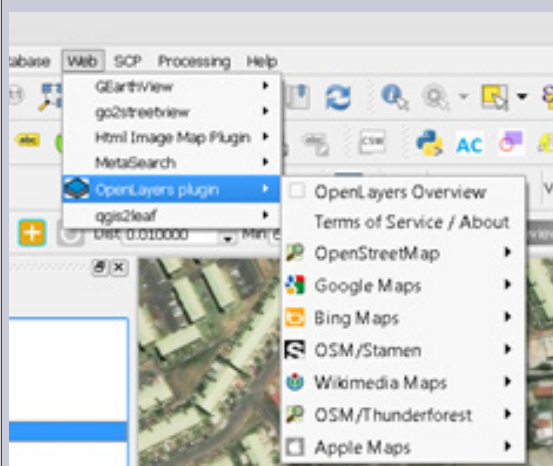 abase Web SCP Processing Help
GEarthView
go2streetview
Html Image Map Plugin
MetaSearch
OpenLayers plugin
qgis2leaf
abc
CSW
AC
Dist 0.010000 Min
OpenLayers Overview
Terms of Service / About
OpenStreetMap
Google Maps
Bing Maps
OSM/Stamen
Wikimedia Maps
OSM/Thunderforest
Apple Maps